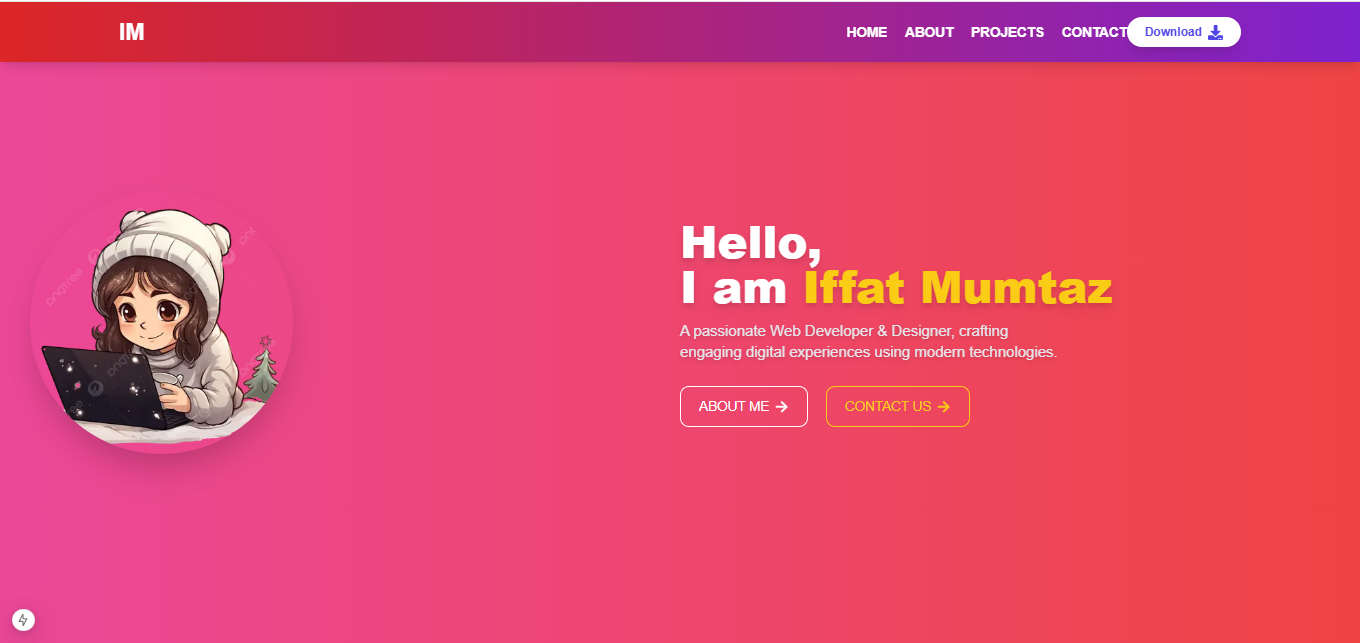 IM
HOME ABOUT PROJECTS CONTACT Download
Hello,
I am Iffat Mumtaz
A passionate Web Developer & Designer, crafting
engaging digital experiences using modern technologies.
ABOUT ME CONTACT US